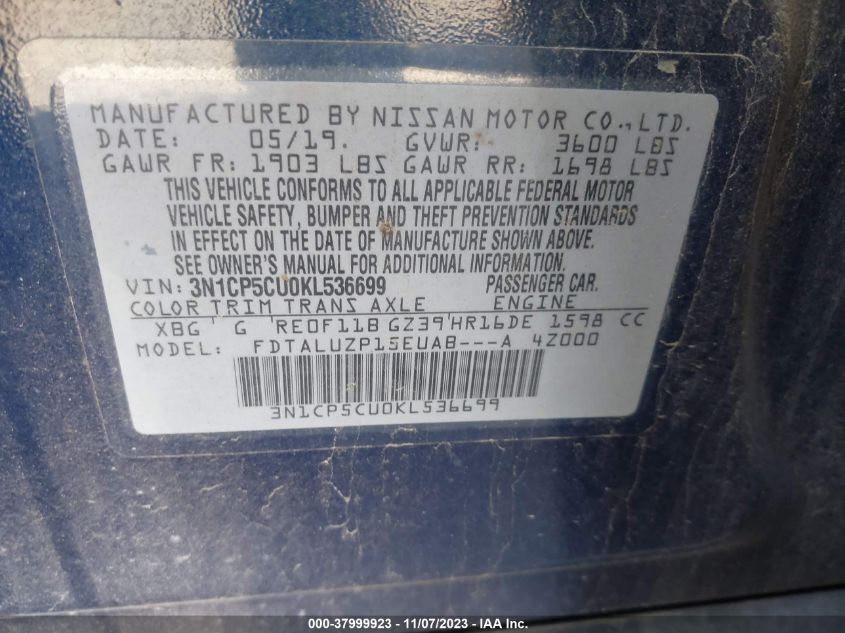 MANUFACTURED BY NISSAN MOTOR CO., LTD.
DATE: 05/19. GVWR: 3600 LBS
GAWR FR: 1903 LBS GAWR RR: 1698 LBS
THIS VEHICLE CONFORMS TO ALL APPLICABLE FEDERAL MOTOR
VEHICLE SAFETY, BUMPER AND THEFT PREVENTION STANDARDS
IN EFFECT ON THE DATE OF MANUFACTURE SHOWN ABOVE.
SEE OWNER'S MANUAL FOR ADDITIONAL INFORMATION.
VIN: 3N1CP5CU0KL536699 PASSENGER CAR.
COLOR TRIM TRANS AXLE ENGINE
XBG G RE0F11B GZ39 HR16DE 1598 CC
MODEL: FDTALUZP15EUAB---A 4Z000
3N1CP5CU0KL536699
000-37999923 - 11/07/2023 - IAA Inc.